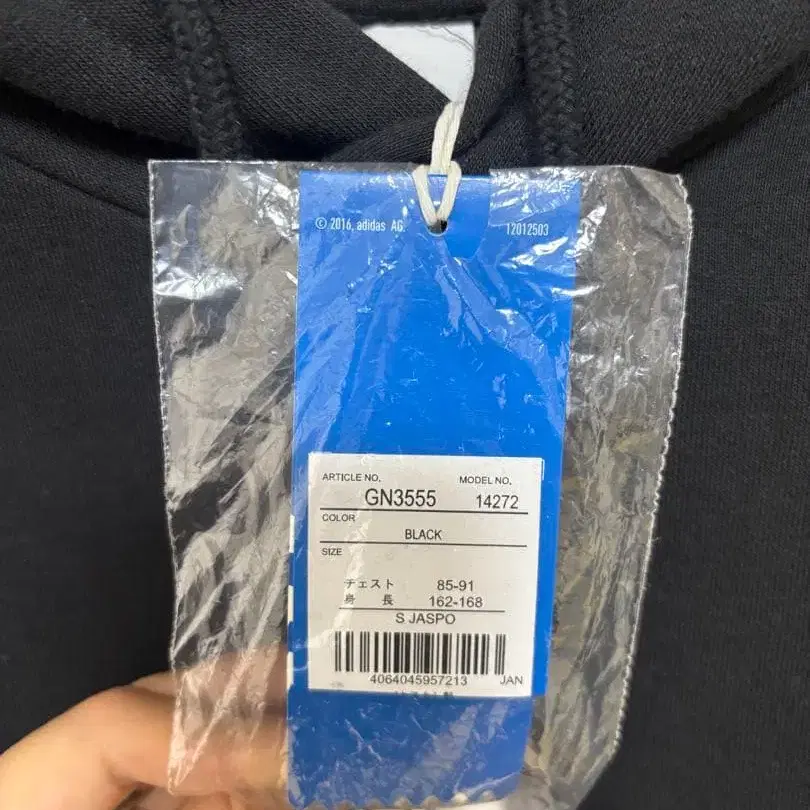 © 2016, adidas AG. 12012503
ARTICLE NO. MODEL NO.
GN3555 14272
COLOR
BLACK
SIZE
チェスト 85-91
身 長 162-168
S JASPO
4064045957213 JAN